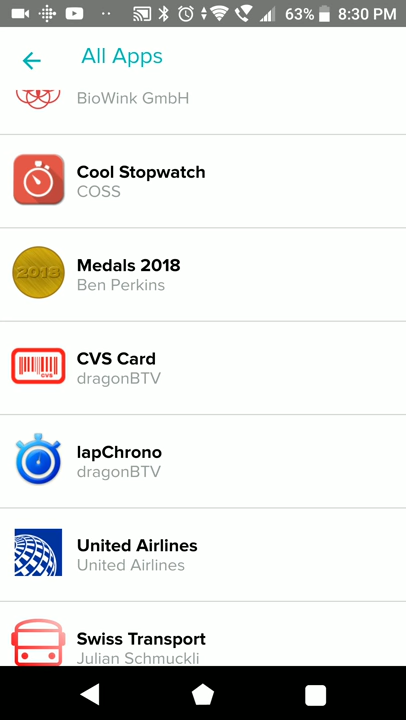 63% 8:30 PM
All Apps
BioWink GmbH
Cool Stopwatch
COSS
2018
Medals 2018
Ben Perkins
CVS
CVS Card
dragonBTV
lapChrono
dragonBTV
United Airlines
United Airlines
Swiss Transport
Julian Schmuckli